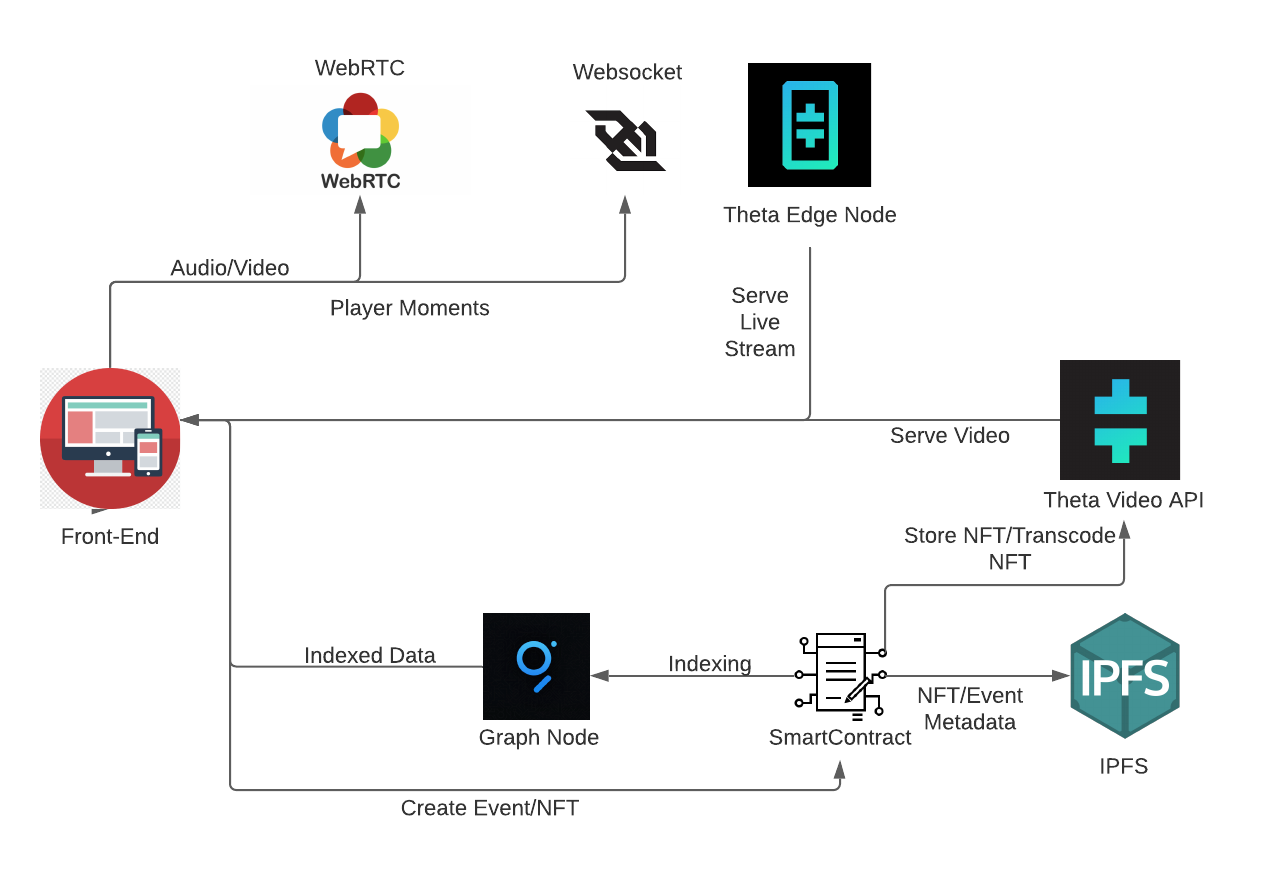 WebRTC
Websocket
WebRTC
Theta Edge Node
Audio/Video
Player Moments
Serve
Live
Stream
Serve Video
Theta Video API
Front-End
Store NFT/Transcode
NFT
Indexed Data
Indexing
IPFS
NFT/Event
Metadata
Graph Node
SmartContract
IPFS
Create Event/NFT